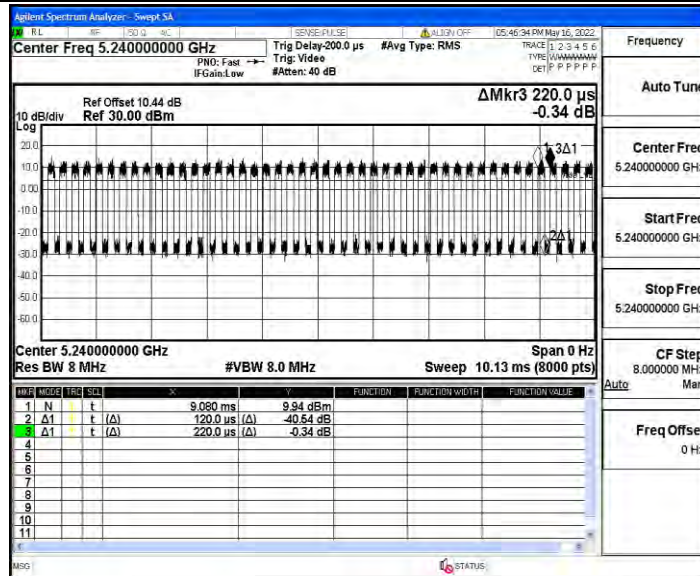 Agilent Spectrum Analyzer - Swept SA
RL RF 50 Ω AC SENSE:PULSE ALIGN OFF 05:46:34 PM May 16, 2022
Center Freq 5.240000000 GHz
PNO: Fast
IFGain:Low
Trig Delay-200.0 µs
Trig: Video
#Atten: 40 dB
#Avg Type: RMS
TRACE 1 2 3 4 5 6
TYPE WWWWWW
DET P P P P P P
Ref Offset 10.44 dB
10 dB/div Ref 30.00 dBm
Log
ΔMkr3 220.0 µs
-0.34 dB
20.0
10.0
0.00
-10.0
-20.0
-30.0
-40.0
-50.0
-60.0
3Δ1
2Δ1
Center 5.240000000 GHz Span 0 Hz
Res BW 8 MHz #VBW 8.0 MHz Sweep 10.13 ms (8000 pts)
MKR MODE TRC SCL X Y FUNCTION FUNCTION WIDTH FUNCTION VALUE
1 N t 9.080 ms 9.94 dBm
2 Δ1 t (Δ) 120.0 µs (Δ) -40.54 dB
3 Δ1 t (Δ) 220.0 µs (Δ) -0.34 dB
4
5
6
7
8
9
10
11
MSG STATUS
Frequency
Auto Tune
Center Freq
5.240000000 GHz
Start Freq
5.240000000 GHz
Stop Freq
5.240000000 GHz
CF Step
8.000000 MHz
Auto Man
Freq Offset
0 Hz